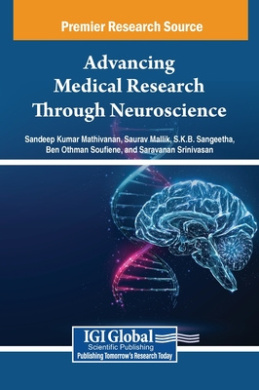 Premier Research Source
Advancing
Medical Research
Through Neuroscience
Sandeep Kumar Mathivanan, Saurav Mallik, S.K.B. Sangeetha,
Ben Othman Soufiene, and Saravanan Srinivasan
IGI Global
Scientific Publishing
Publishing Tomorrow's Research Today